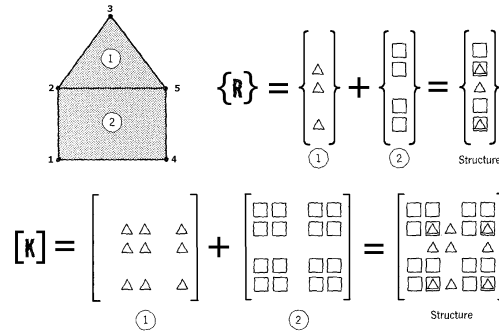 3
1
2 5
2
1 4
{R} = { } + { } = { }
1 2 Structure
[K] = [ ] + [ ] = [ ]
1 2 Structure